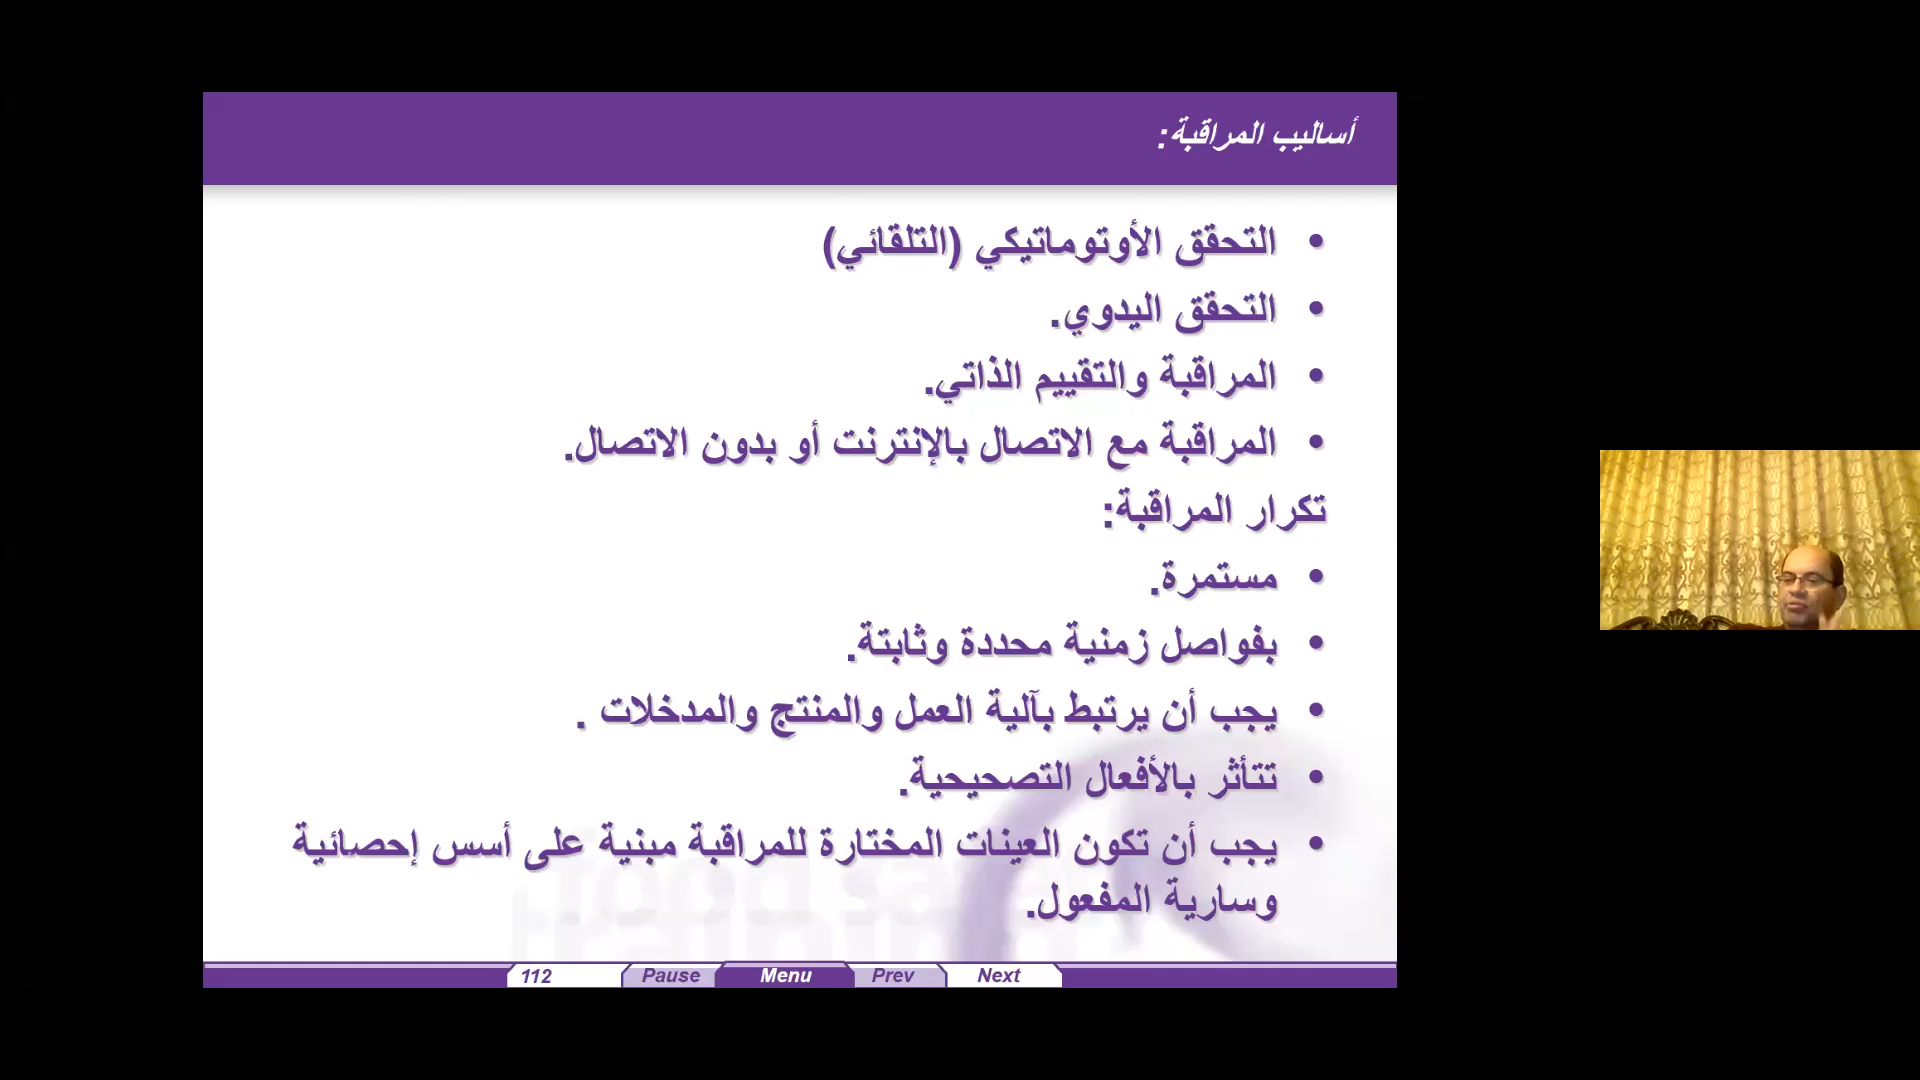 أساليب المراقبة:
• التحقق الأوتوماتيكي (التلقائي)
• التحقق اليدوي.
• المراقبة والتقييم الذاتي.
• المراقبة مع الاتصال بالإنترنت أو بدون الاتصال.
تكرار المراقبة:
• مستمرة.
• بفواصل زمنية محددة وثابتة.
• يجب أن يرتبط بآلية العمل والمنتج والمدخلات .
• تتأثر بالأفعال التصحيحية.
• يجب أن تكون العينات المختارة للمراقبة مبنية على أسس إحصائية
وسارية المفعول.
112 Pause Menu Prev Next